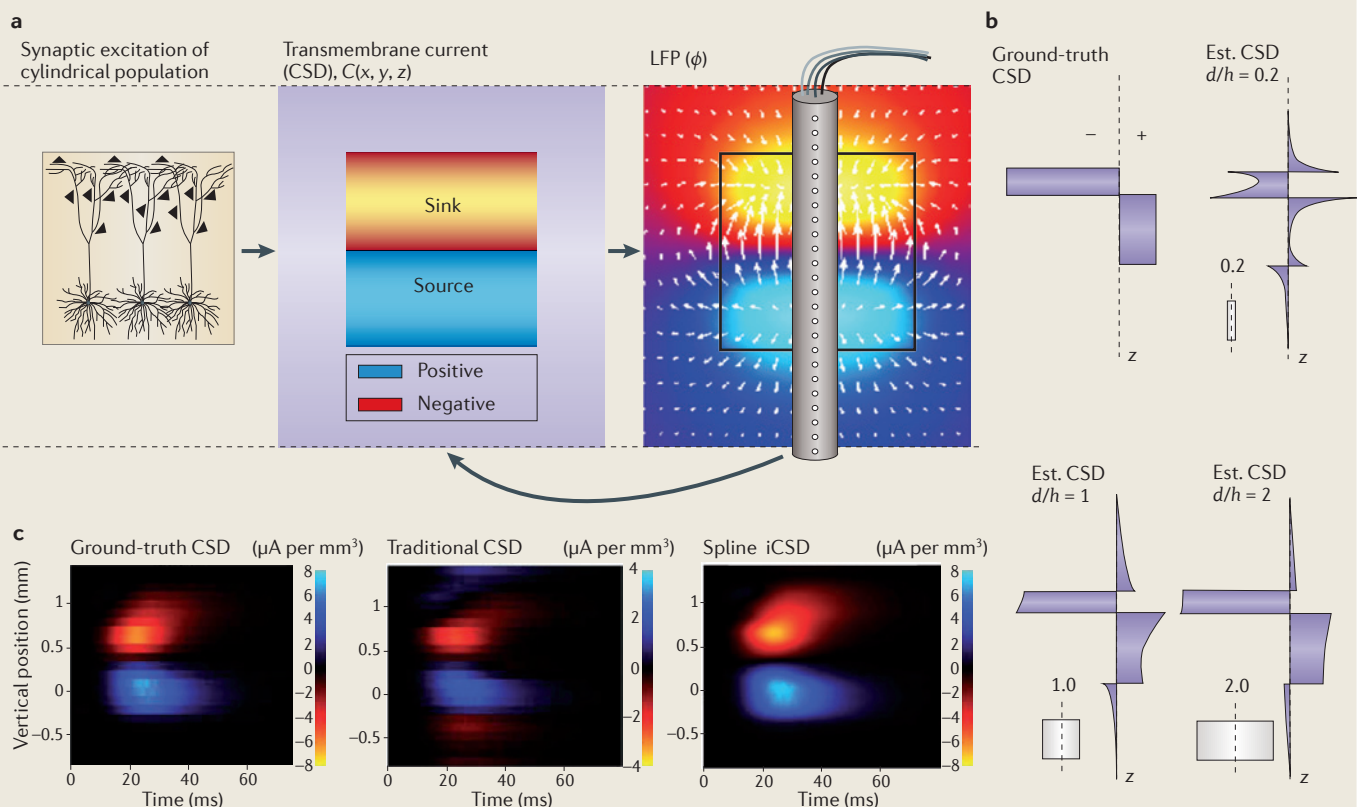 a
Synaptic excitation of
cylindrical population
Transmembrane current
(CSD), C(x, y, z)
LFP (ϕ)
Sink
Source
Positive
Negative
b
Ground-truth
CSD
− +
z
Est. CSD
d/h = 0.2
0.2
z
Est. CSD
d/h = 1
1.0
z
Est. CSD
d/h = 2
2.0
z
c
Ground-truth CSD (µA per mm³)
Vertical position (mm)
1
0.5
0
−0.5
0 20 40 60
Time (ms)
8
6
4
2
0
−2
−4
−6
−8
Traditional CSD (µA per mm³)
1
0.5
0
−0.5
0 20 40 60
Time (ms)
4
2
0
−2
−4
Spline iCSD (µA per mm³)
1
0.5
0
−0.5
0 20 40 60
Time (ms)
8
6
4
2
0
−2
−4
−6
−8